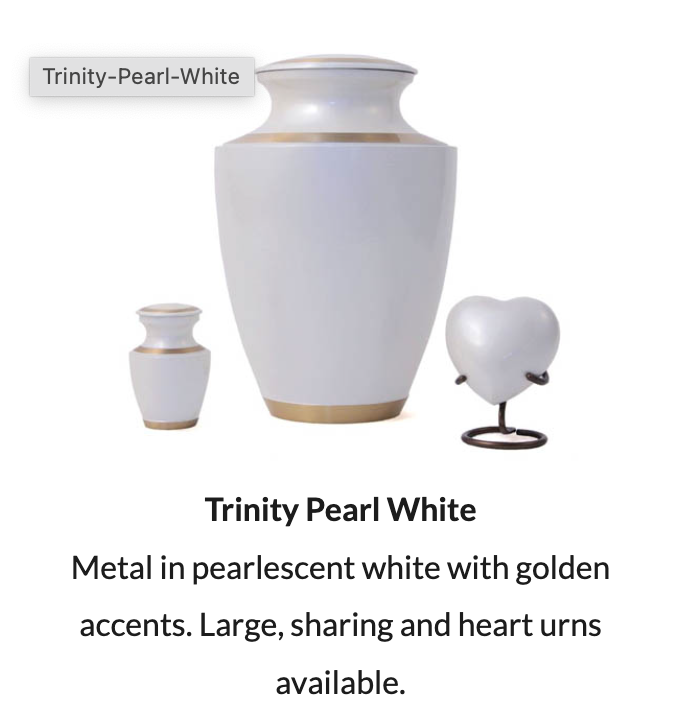 Trinity-Pearl-White
Trinity Pearl White
Metal in pearlescent white with golden
accents. Large, sharing and heart urns
available.